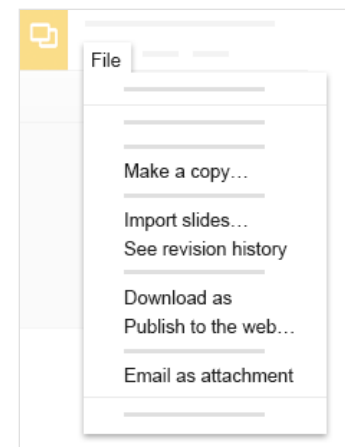 File
Make a copy…
Import slides…
See revision history
Download as
Publish to the web…
Email as attachment